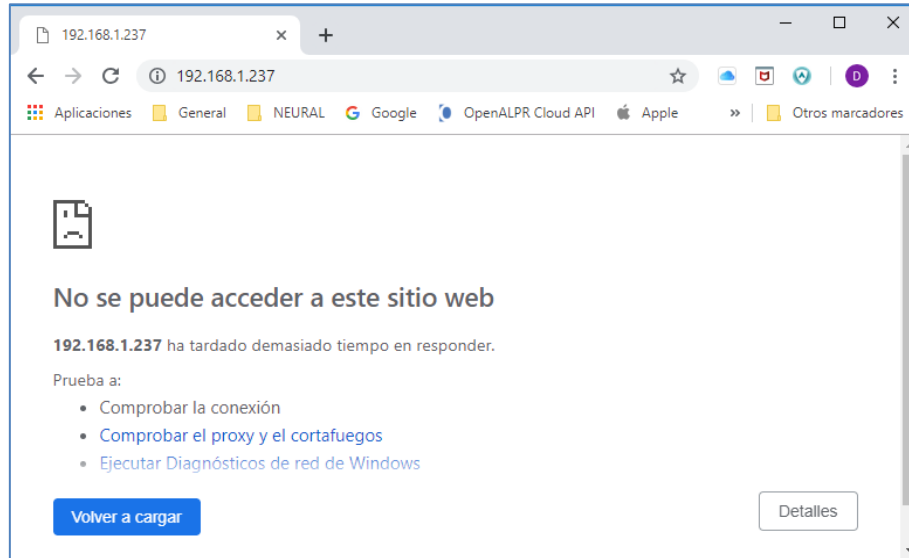 192.168.1.237
192.168.1.237
D
Aplicaciones General NEURAL G Google OpenALPR Cloud API Apple » Otros marcadores
No se puede acceder a este sitio web
192.168.1.237 ha tardado demasiado tiempo en responder.
Prueba a:
• Comprobar la conexión
• Comprobar el proxy y el cortafuegos
• Ejecutar Diagnósticos de red de Windows
Volver a cargar Detalles